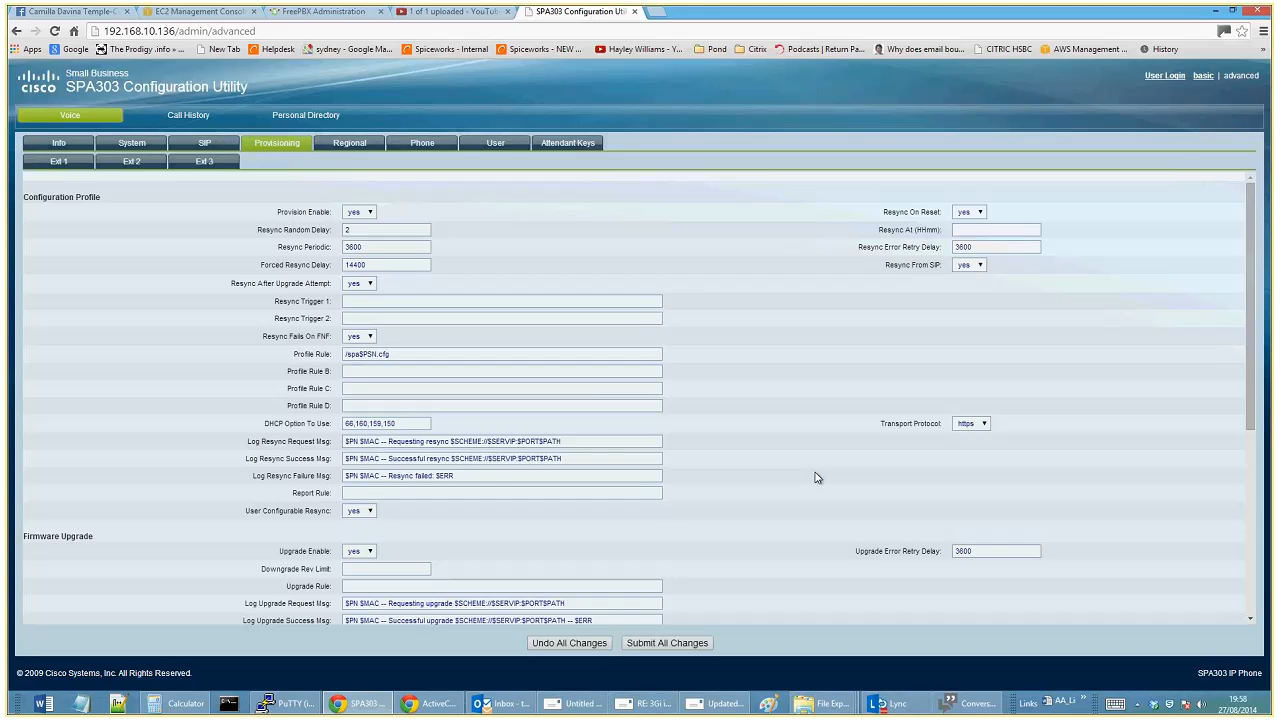 Camilla Davina Temple-C
EC2 Management Consol
FreePBX Administration
1 of 1 uploaded - YouTub
SPA303 Configuration Util
192.168.10.136/admin/advanced
Apps
Google
The Prodigy .info « ...
New Tab
Helpdesk
sydney - Google Ma...
Spiceworks - Internal
Spiceworks - NEW ...
Hayley Williams - Y...
Pond
Citrix
Podcasts | Return Pa...
Why does email bou...
CITRIC HSBC
AWS Management ...
History
»
cisco
Small Business
SPA303 Configuration Utility
User Login
basic
|
advanced
Voice
Call History
Personal Directory
Info
System
SIP
Provisioning
Regional
Phone
User
Attendant Keys
Ext 1
Ext 2
Ext 3
Configuration Profile
Provision Enable: yes
Resync On Reset: yes
Resync Random Delay: 2
Resync At (HHmm):
Resync Periodic: 3600
Resync Error Retry Delay: 3600
Forced Resync Delay: 14400
Resync From SIP: yes
Resync After Upgrade Attempt: yes
Resync Trigger 1:
Resync Trigger 2:
Resync Fails On FNF: yes
Profile Rule: /spa$PSN.cfg
Profile Rule B:
Profile Rule C:
Profile Rule D:
DHCP Option To Use: 66,160,159,150
Transport Protocol: https
Log Resync Request Msg: $PN $MAC -- Requesting resync $SCHEME://$SERVIP:$PORT$PATH
Log Resync Success Msg: $PN $MAC -- Successful resync $SCHEME://$SERVIP:$PORT$PATH
Log Resync Failure Msg: $PN $MAC -- Resync failed: $ERR
Report Rule:
User Configurable Resync: yes
Firmware Upgrade
Upgrade Enable: yes
Upgrade Error Retry Delay: 3600
Downgrade Rev Limit:
Upgrade Rule:
Log Upgrade Request Msg: $PN $MAC -- Requesting upgrade $SCHEME://$SERVIP:$PORT$PATH
Log Upgrade Success Msg: $PN $MAC -- Successful upgrade $SCHEME://$SERVIP:$PORT$PATH -- $ERR
Undo All Changes
Submit All Changes
© 2009 Cisco Systems, Inc. All Rights Reserved.
SPA303 IP Phone
Calculator
PuTTY (i...
SPA303 ...
ActiveC...
Inbox - t...
Untitled ...
RE: 3Gi i...
Updated...
File Exp...
Lync
Convers...
Links
AA_Li
»
19:58
27/08/2014